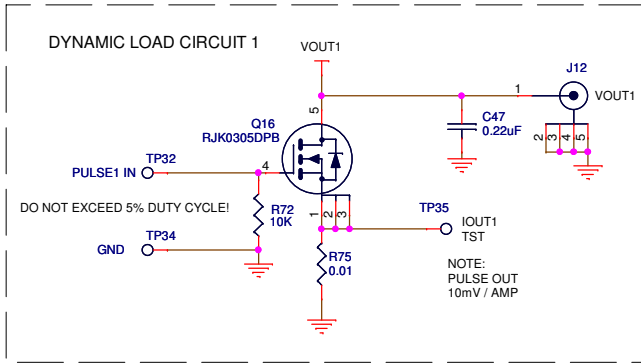 DYNAMIC LOAD CIRCUIT 1
VOUT1
J12
1
VOUT1
5
C47
0.22uF
2
3
4
5
Q16
RJK0305DPB
TP32
PULSE1 IN
4
DO NOT EXCEED 5% DUTY CYCLE!
R72
10K
1
2
3
TP35
IOUT1
TST
TP34
GND
R75
0.01
NOTE:
PULSE OUT
10mV / AMP